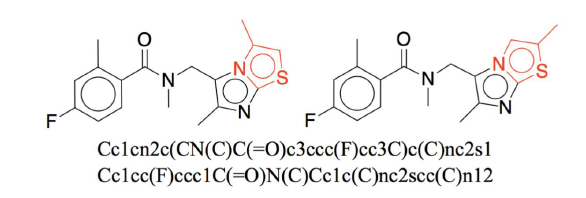 O N N S F N O N N S F N
Cc1cn2c(CN(C)C(=O)c3ccc(F)cc3C)c(C)nc2s1
Cc1cc(F)ccc1C(=O)N(C)Cc1c(C)nc2scc(C)n12